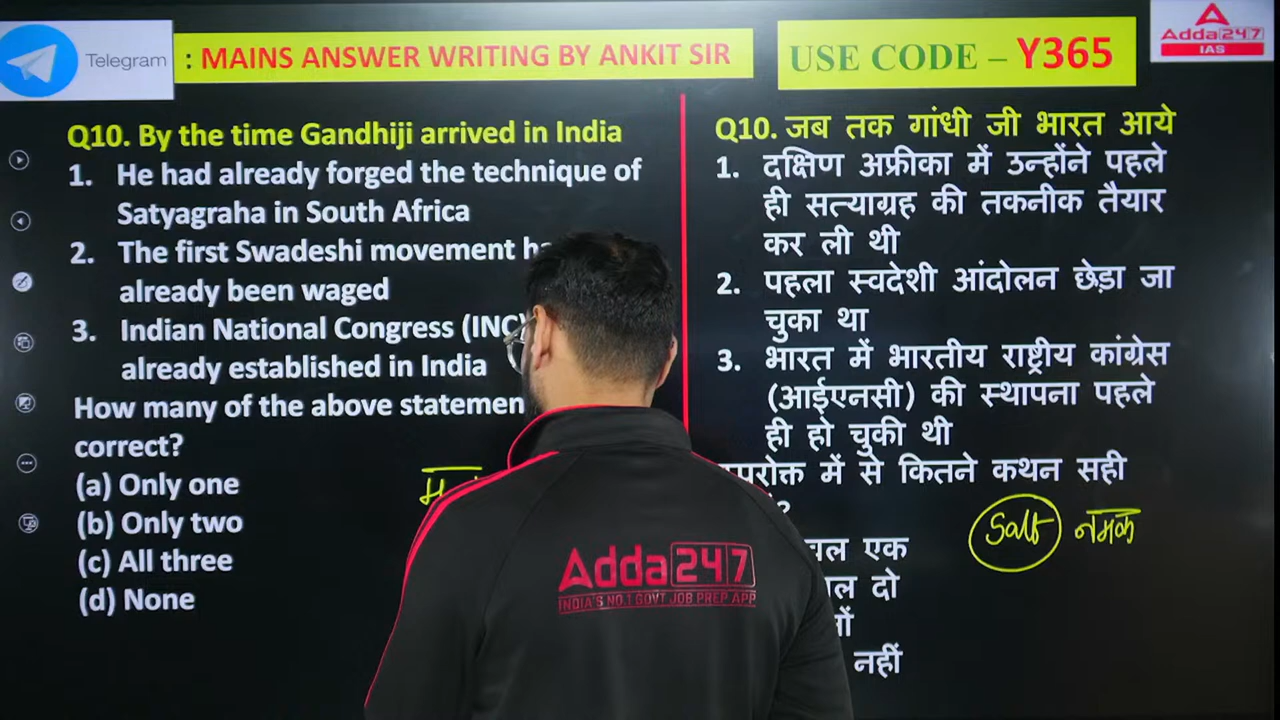 Telegram
: MAINS ANSWER WRITING BY ANKIT SIR
USE CODE – Y365
Adda247
IAS
Q10. By the time Gandhiji arrived in India
1. He had already forged the technique of
Satyagraha in South Africa
2. The first Swadeshi movement
already been waged
3. Indian National Congress (INC)
already established in India
How many of the above
correct?
(a) Only one
(b) Only two
(c) All three
(d) None
Q10. जब तक गांधी जी भारत आये
1. दक्षिण अफ्रीका में उन्होंने पहले
ही सत्याग्रह की तकनीक तैयार
कर ली थी
2. पहला स्वदेशी आंदोलन छेड़ा जा
चुका था
3. भारत में भारतीय राष्ट्रीय कांग्रेस
(आईएनसी) की स्थापना पहले
ही हो चुकी थी
में से कितने कथन सही
एक
दो
नहीं
Salt नमक
Adda247
INDIA'S NO.1 GOVT JOB PREP APP